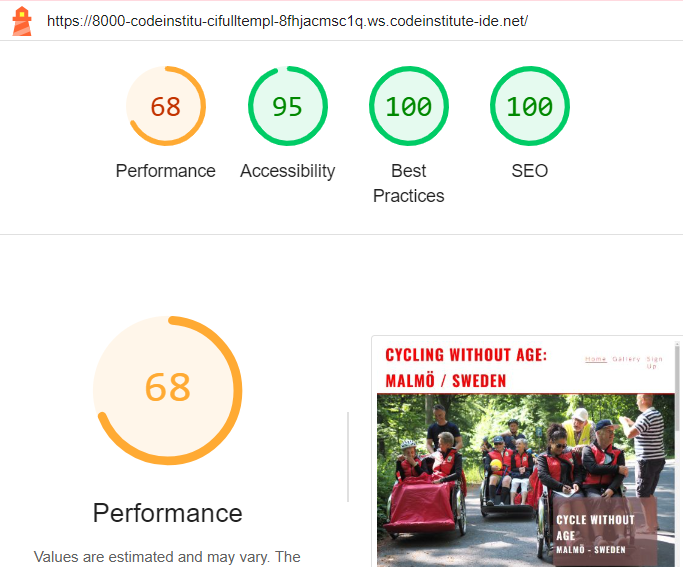 https://8000-codeinstitu-cifulltempl-8fhjacmsc1q.ws.codeinstitute-ide.net/
68
95
100
100
Performance
Accessibility
Best
Practices
SEO
68
Performance
Values are estimated and may vary. The
CYCLING WITHOUT AGE:
MALMÖ / SWEDEN
Home Gallery Sign
Up
CYCLE WITHOUT
AGE
MALMÖ - SWEDEN